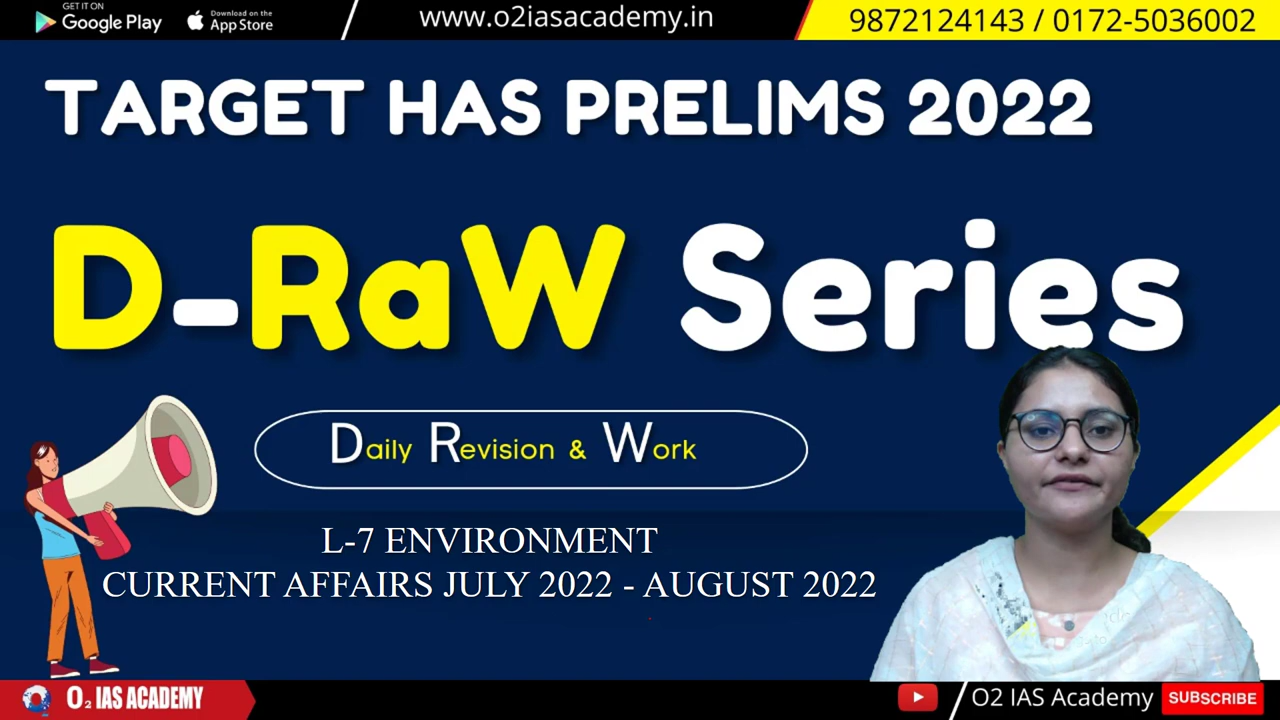 GET IT ON
Google Play
Download on the
App Store
www.o2iasacademy.in
9872124143 / 0172-5036002
TARGET HAS PRELIMS 2022
D-RaW Series
Daily Revision & Work
L-7 ENVIRONMENT
CURRENT AFFAIRS JULY 2022 - AUGUST 2022
O2 IAS ACADEMY
O2 IAS Academy
SUBSCRIBE